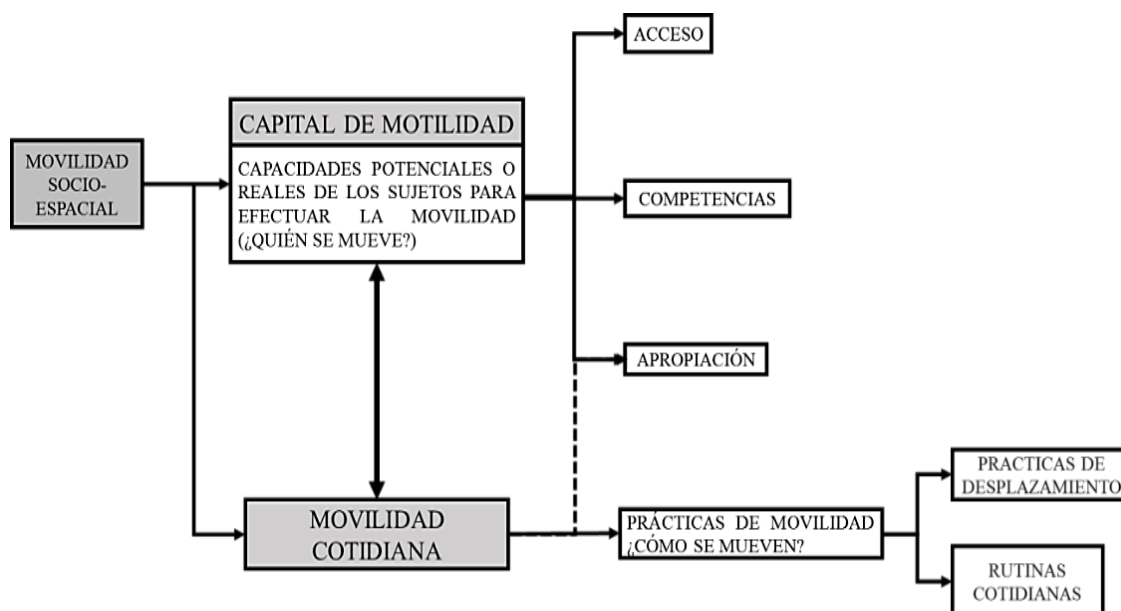 ACCESO
CAPITAL DE MOTILIDAD
MOVILIDAD
SOCIO-
ESPACIAL
CAPACIDADES POTENCIALES O
REALES DE LOS SUJETOS PARA
EFECTUAR LA MOVILIDAD
(¿QUIÉN SE MUEVE?)
COMPETENCIAS
APROPIACIÓN
MOVILIDAD
COTIDIANA
PRÁCTICAS DE MOVILIDAD
¿CÓMO SE MUEVEN?
PRACTICAS DE
DESPLAZAMIENTO
RUTINAS
COTIDIANAS